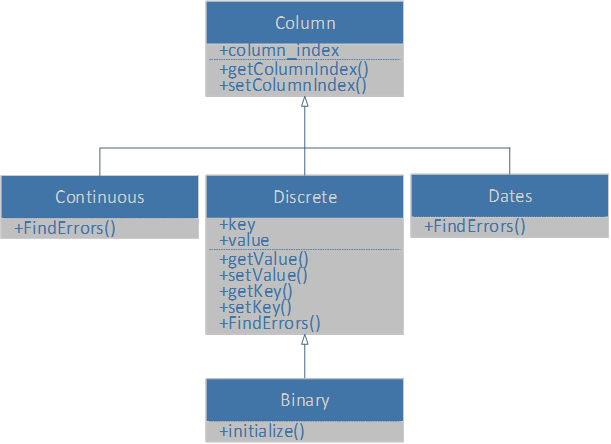 Column
+column_index
+getColumnIndex()
+setColumnIndex()
Continuous
+FindErrors()
Discrete
+key
+value
+getValue()
+setValue()
+getKey()
+setKey()
+FindErrors()
Dates
+FindErrors()
Binary
+initialize()